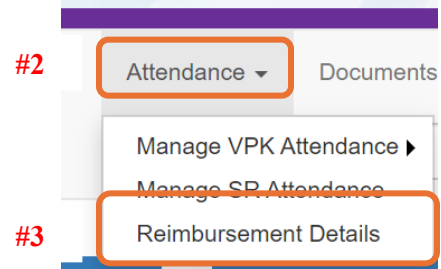 #2
Attendance Documents
Manage VPK Attendance
Manage SR Attendance
#3
Reimbursement Details